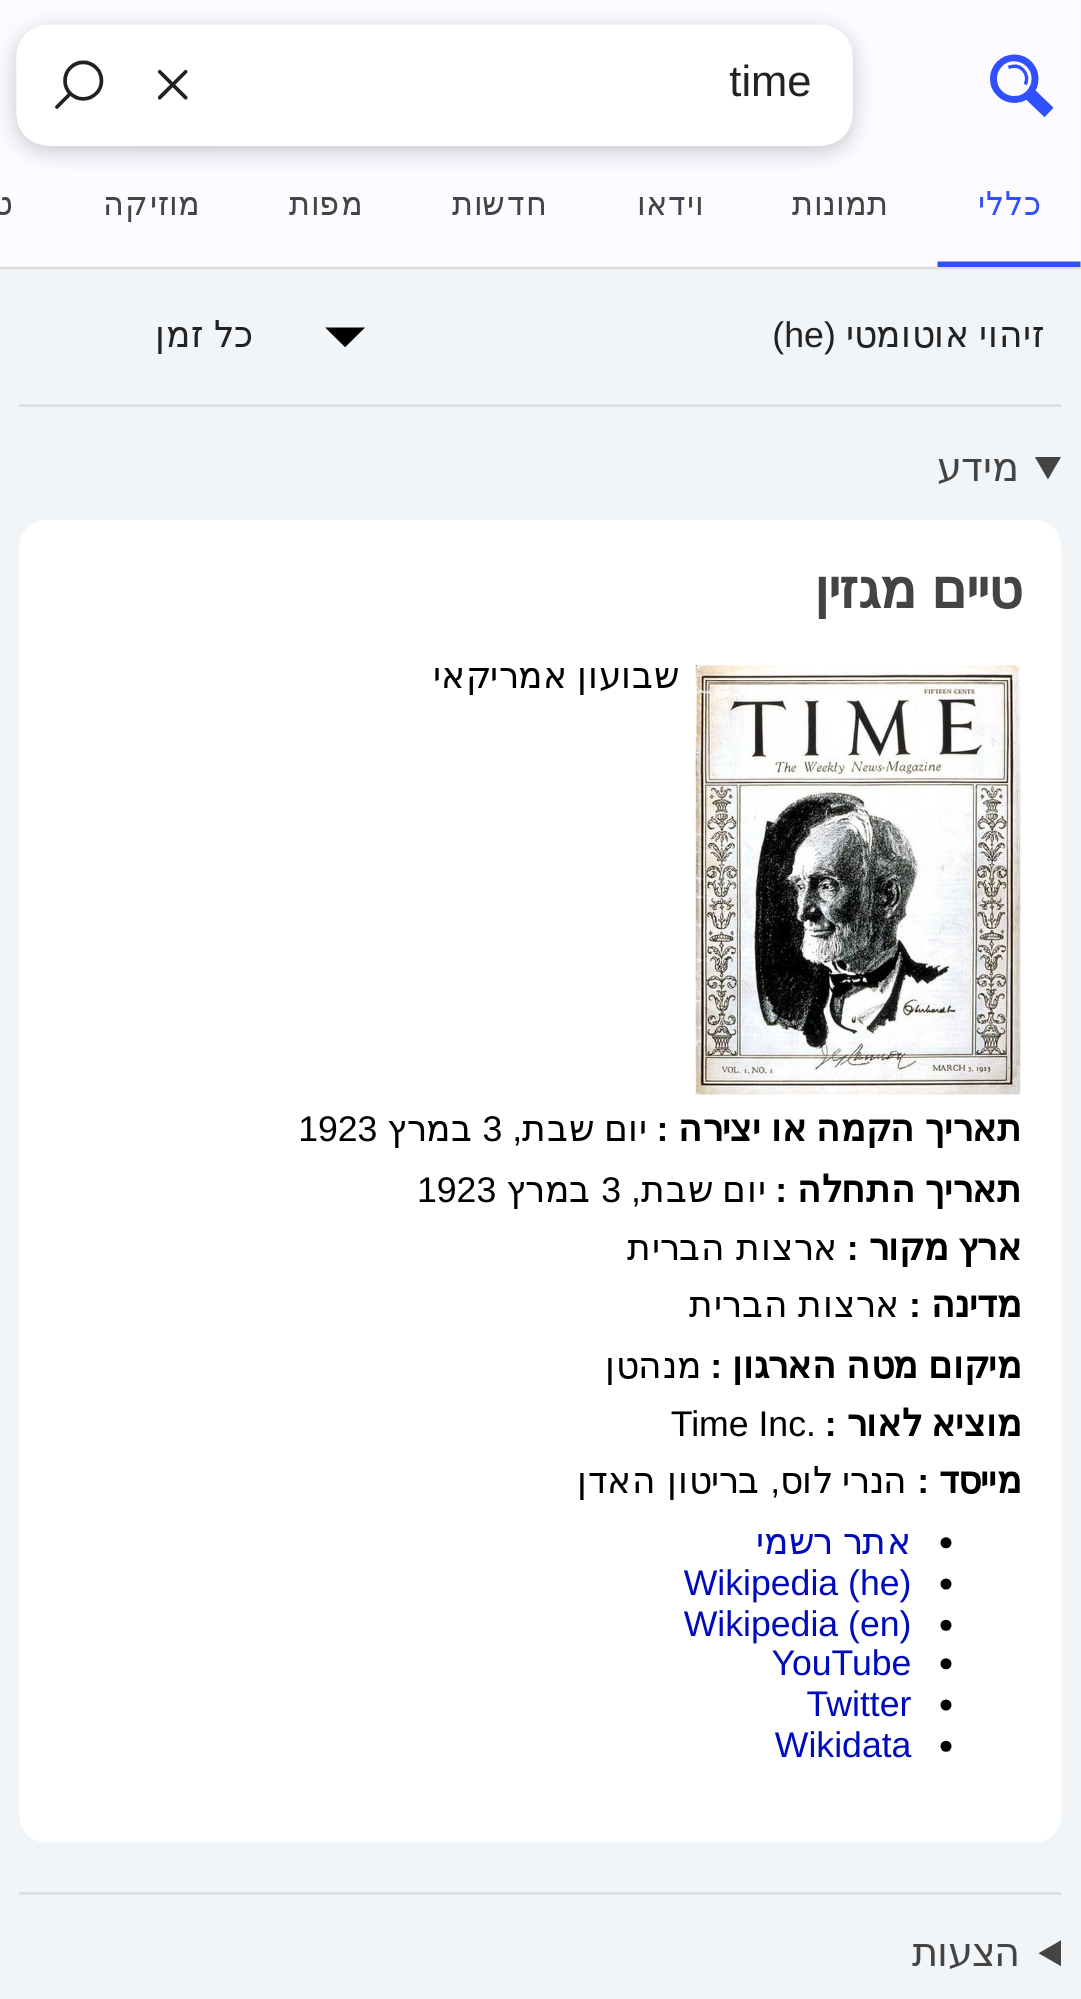 time
כללי תמונות וידאו חדשות מפות מוזיקה
זיהוי אוטומטי (he) כל זמן
מידע
טיים מגזין
שבועון אמריקאי
FIFTEEN CENTS
TIME
The Weekly News-Magazine
VOL. 1, NO. 1 MARCH 3, 1923
תאריך הקמה או יצירה : יום שבת, 3 במרץ 1923
תאריך התחלה : יום שבת, 3 במרץ 1923
ארץ מקור : ארצות הברית
מדינה : ארצות הברית
מיקום מטה הארגון : מנהטן
מוציא לאור : Time Inc.
מייסד : הנרי לוס, בריטון האדן
• אתר רשמי
• Wikipedia (he)
• Wikipedia (en)
• YouTube
• Twitter
• Wikidata
הצעות